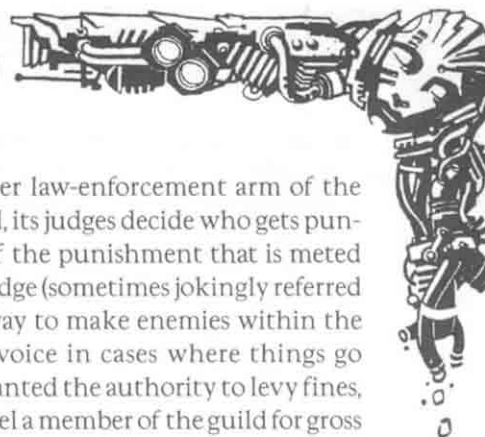 er law-enforcement arm of the
l, its judges decide who gets pun-
f the punishment that is meted
dge (sometimes jokingly referred
vay to make enemies within the
voice in cases where things go
anted the authority to levy fines,
el a member of the guild for gross